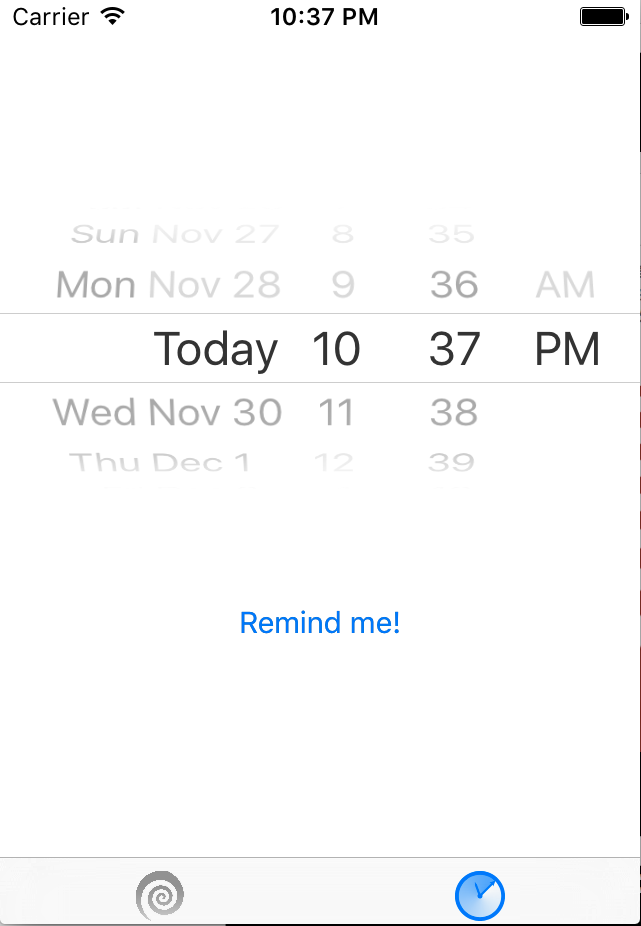 Carrier 10:37 PM
Sun Nov 27 8 35
Mon Nov 28 9 36 AM
Today 10 37 PM
Wed Nov 30 11 38
Thu Dec 1 12 39
Remind me!